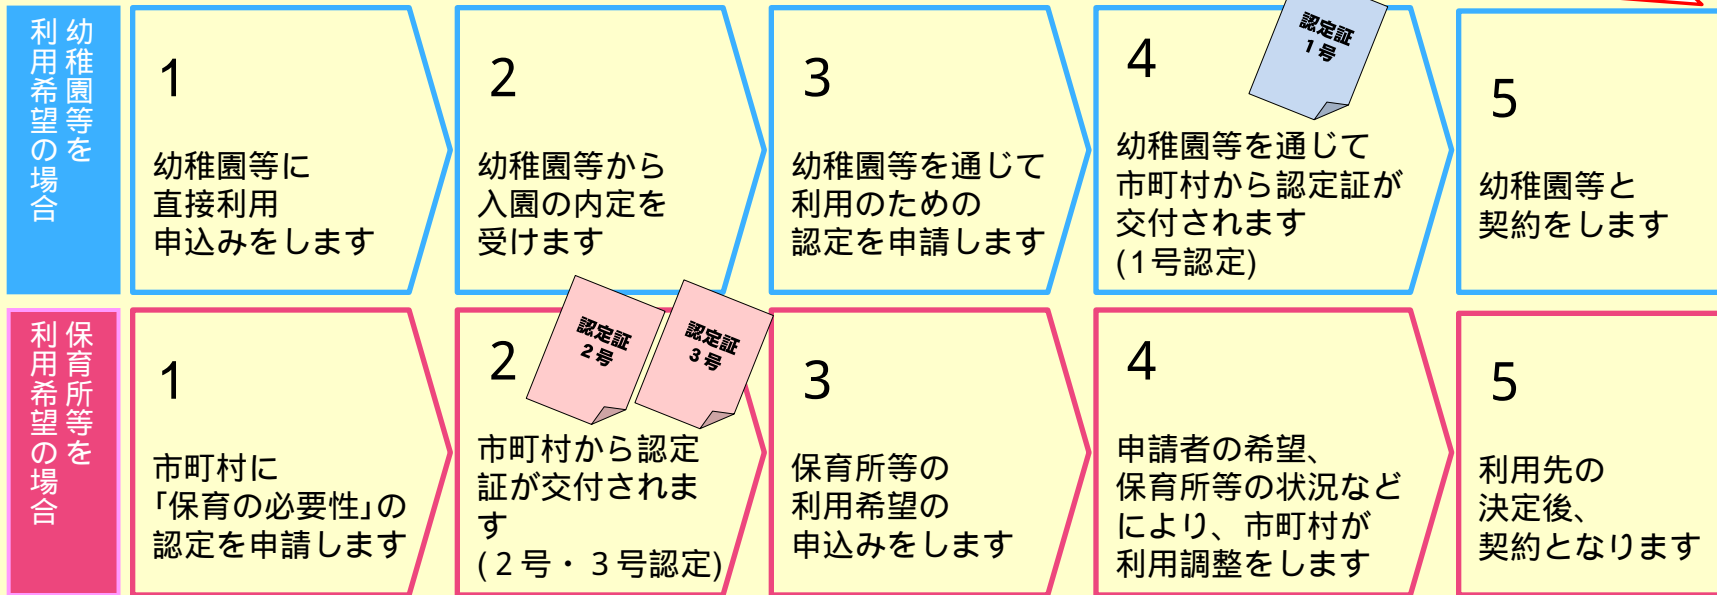 幼稚園等を
利用希望の場合
1
幼稚園等に
直接利用
申込みをします
2
幼稚園等から
入園の内定を
受けます
3
幼稚園等を通じて
利用のための
認定を申請します
認定証
1号
4
幼稚園等を通じて
市町村から認定証が
交付されます
(1号認定)
5
幼稚園等と
契約をします
保育所等を
利用希望の場合
1
市町村に
｢保育の必要性｣の
認定を申請します
認定証
2号
認定証
3号
2
市町村から認定
証が交付されま
す
(２号・３号認定)
3
保育所等の
利用希望の
申込みをします
4
申請者の希望、
保育所等の状況など
により、市町村が
利用調整をします
5
利用先の
決定後、
契約となります